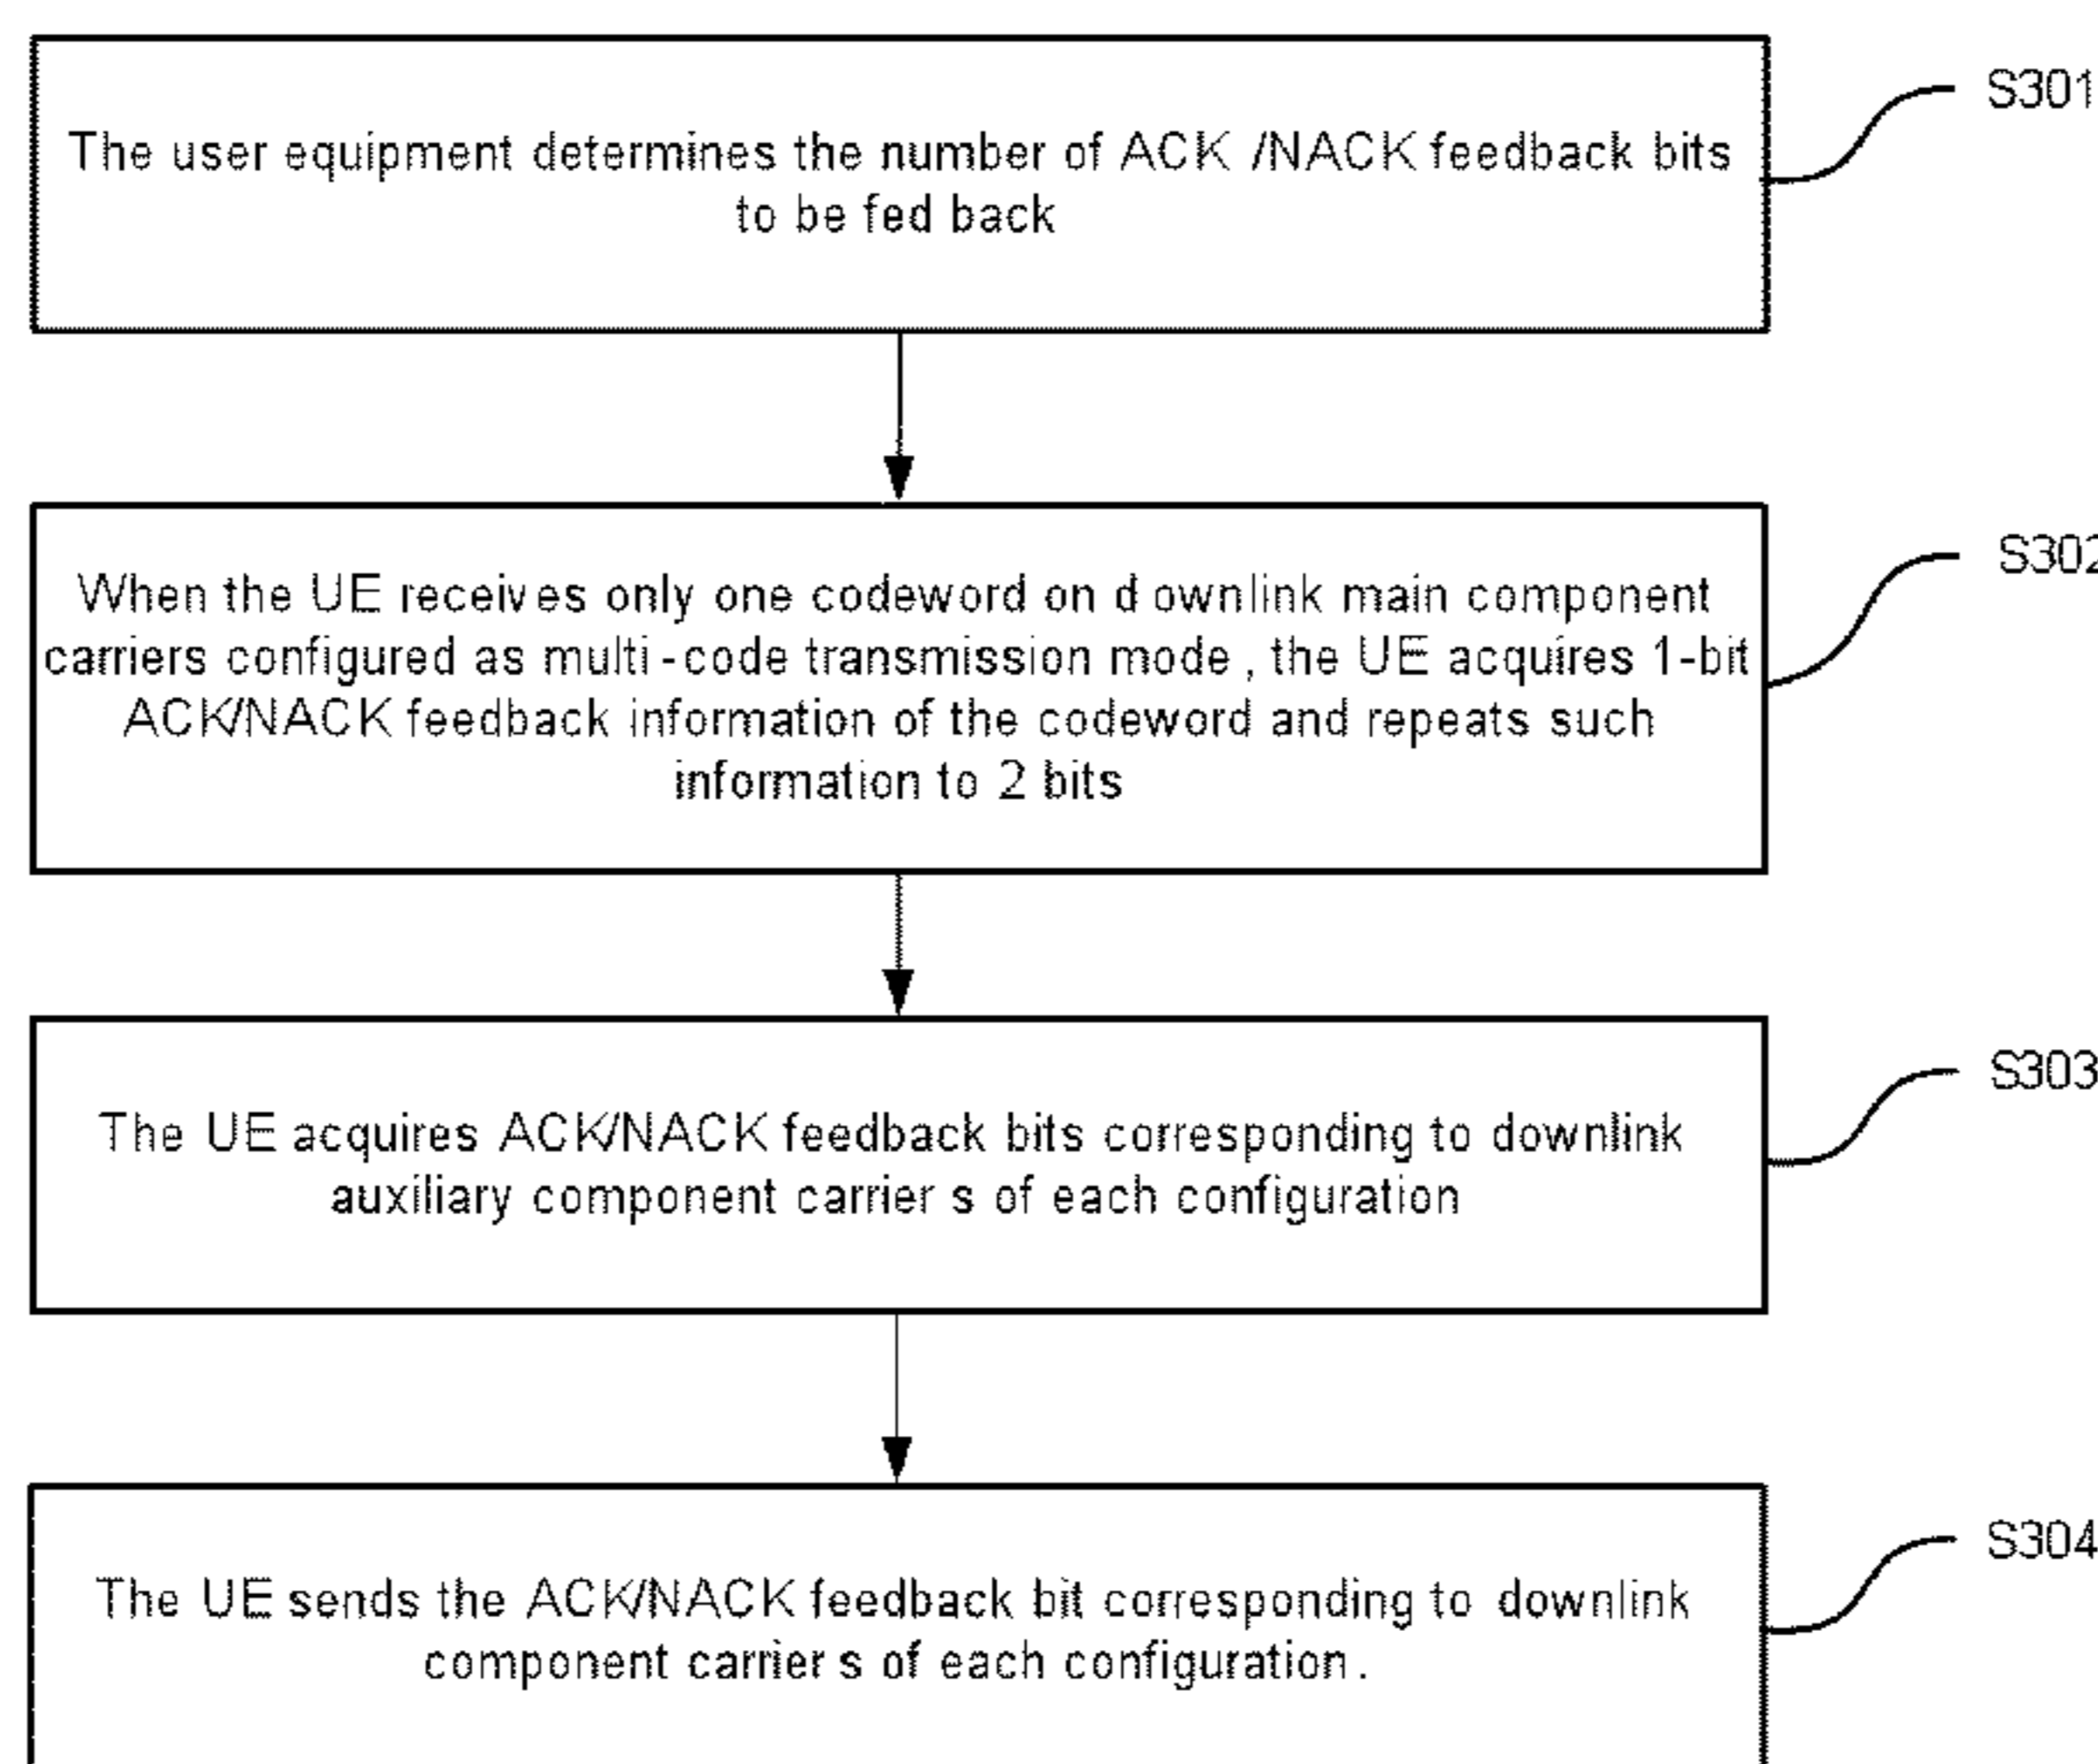 The user equipment determines the number of ACK /NACK feedback bits
to be fed back
S301
When the UE receives only one codeword on d ownlink main component
carriers configured as multi-code transmission mode, the UE acquires 1-bit
ACK/NACK feedback information of the codeword and repeats such
information to 2 bits
S302
The UE acquires ACK/NACK feedback bits corresponding to downlink
auxiliary component carrier s of each configuration
S303
The UE sends the ACK/NACK feedback bit corresponding to downlink
component carrier s of each configuration.
S304